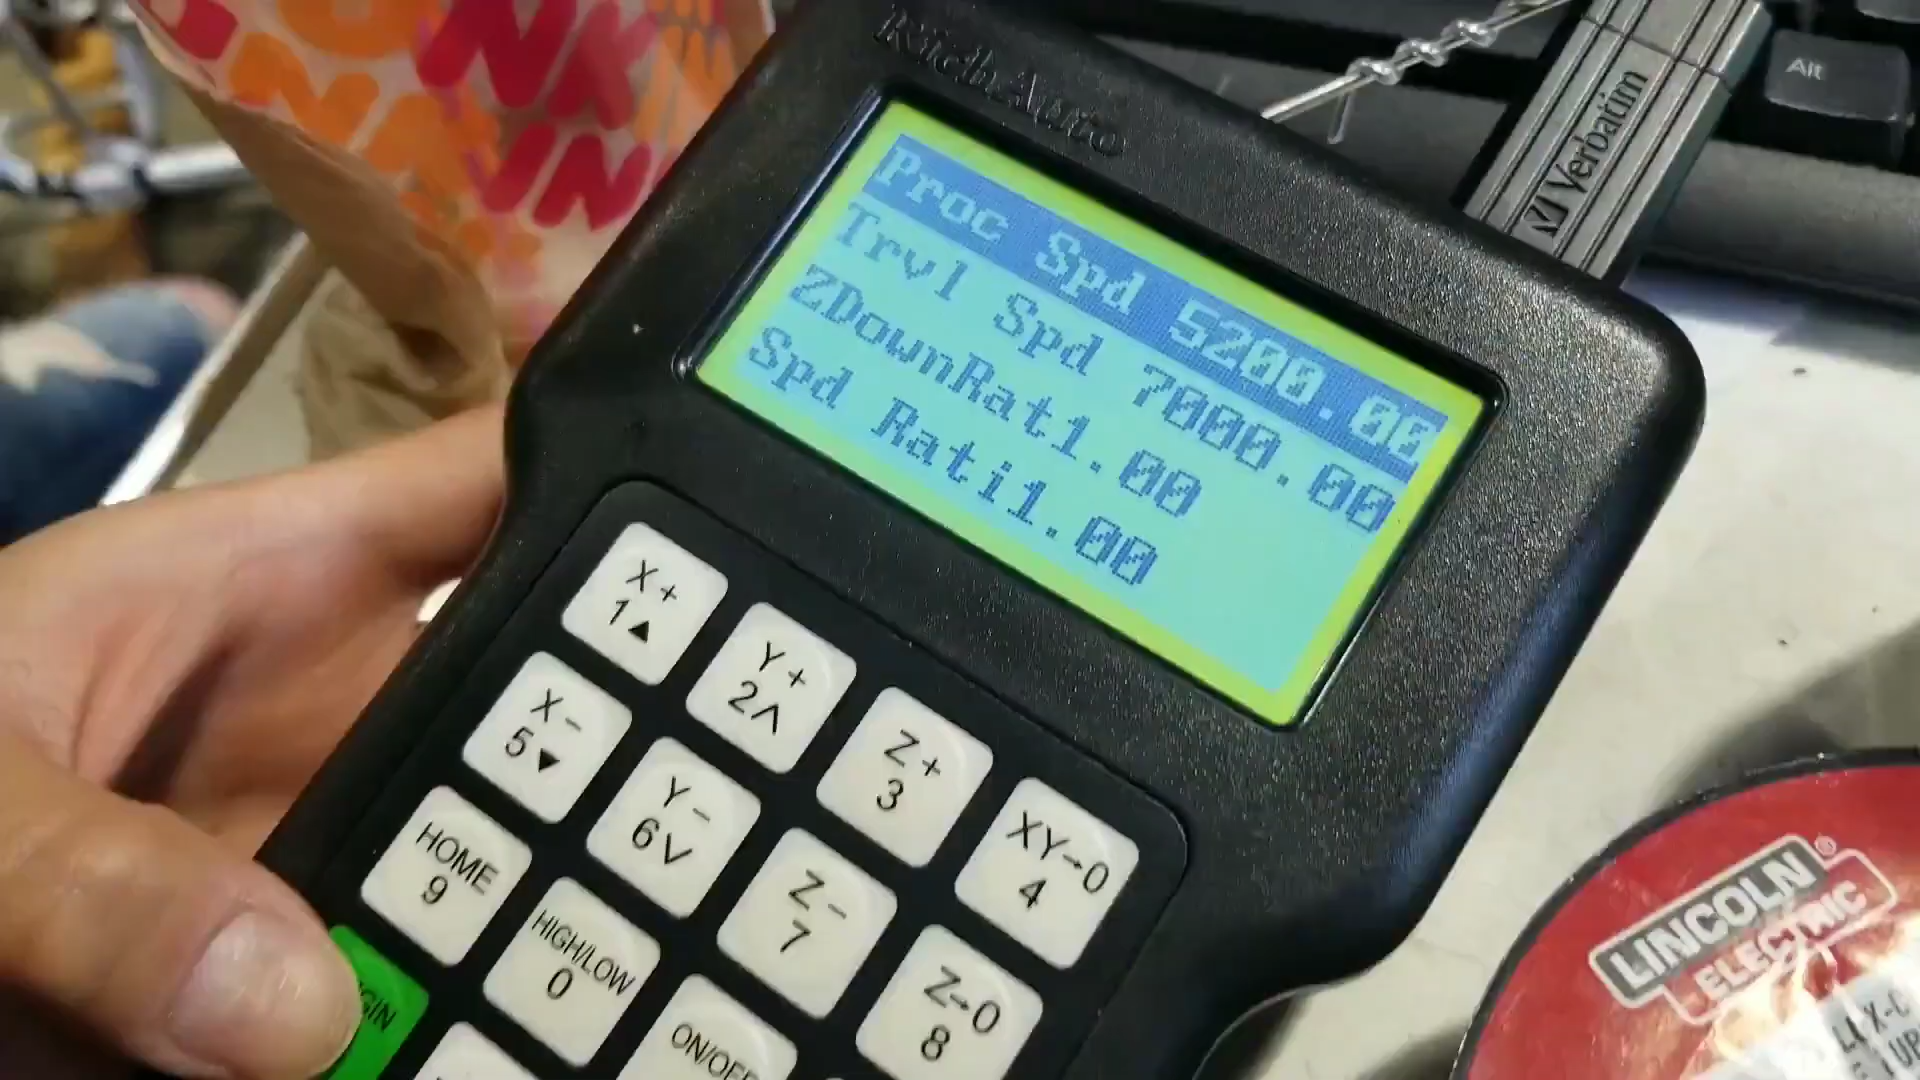 RichAuto
Alt
Verbatim
Proc Spd 5200.00
Trvl Spd 7000.00
ZDownRat1.00
Spd Rati1.00
X+
1▲
Y+
2∧
Z+
3
XY→0
4
X-
5▼
Y-
6∨
Z-
7
Z→0
8
HOME
9
HIGH/LOW
0
LINCOLN®
ELECTRIC